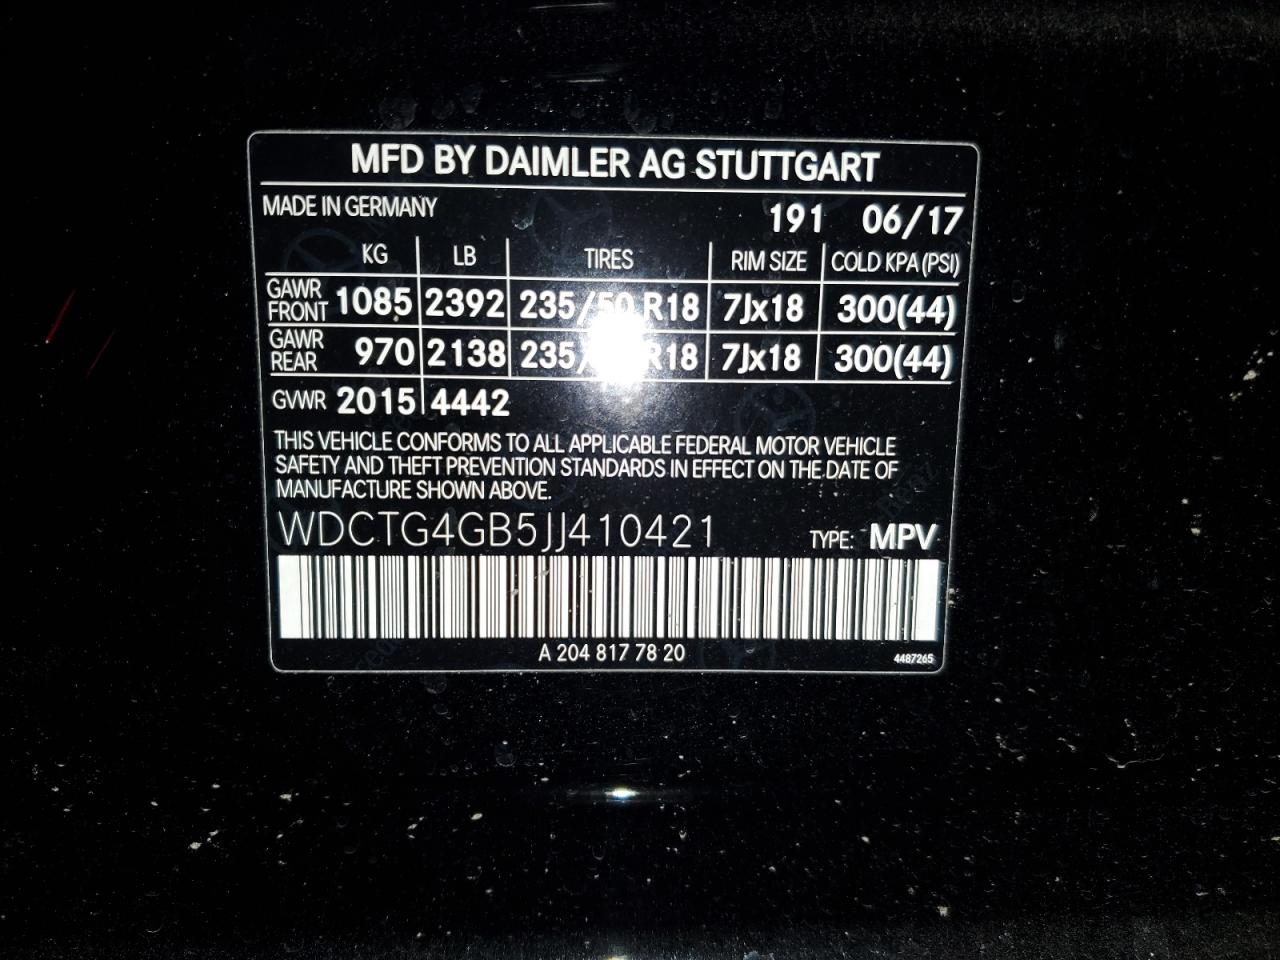 MFD BY DAIMLER AG STUTTGART
MADE IN GERMANY 191 06/17
KG LB TIRES RIM SIZE COLD KPA (PSI)
GAWR FRONT 1085 2392 235/50 R18 7Jx18 300(44)
GAWR REAR 970 2138 235/ R18 7Jx18 300(44)
GVWR 2015 4442
THIS VEHICLE CONFORMS TO ALL APPLICABLE FEDERAL MOTOR VEHICLE
SAFETY AND THEFT PREVENTION STANDARDS IN EFFECT ON THE DATE OF
MANUFACTURE SHOWN ABOVE.
WDCTG4GB5JJ410421 TYPE: MPV
A 204 817 78 20 4487265